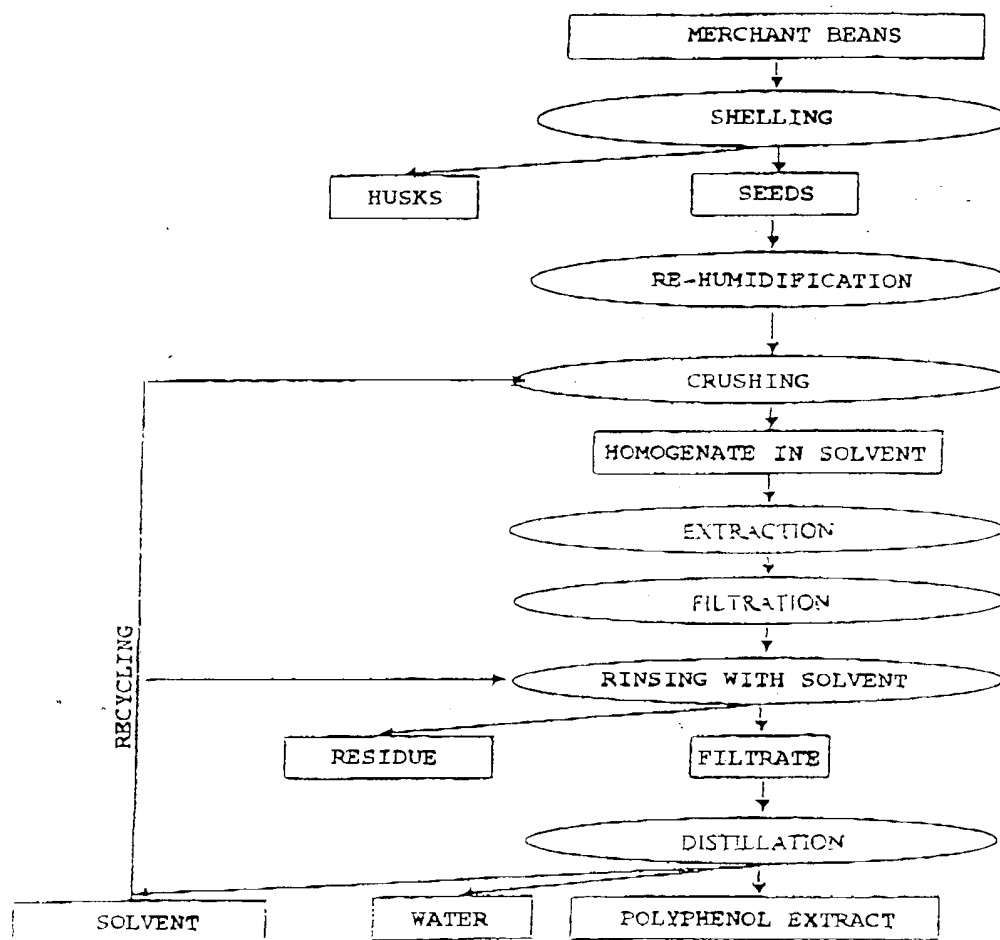 MERCHANT BEANS
SHELLING
HUSKS
SEEDS
RE-HUMIDIFICATION
CRUSHING
HOMOGENATE IN SOLVENT
EXTRACTION
FILTRATION
RECYCLING
RINSING WITH SOLVENT
RESIDUE
FILTRATE
DISTILLATION
SOLVENT
WATER
POLYPHENOL EXTRACT